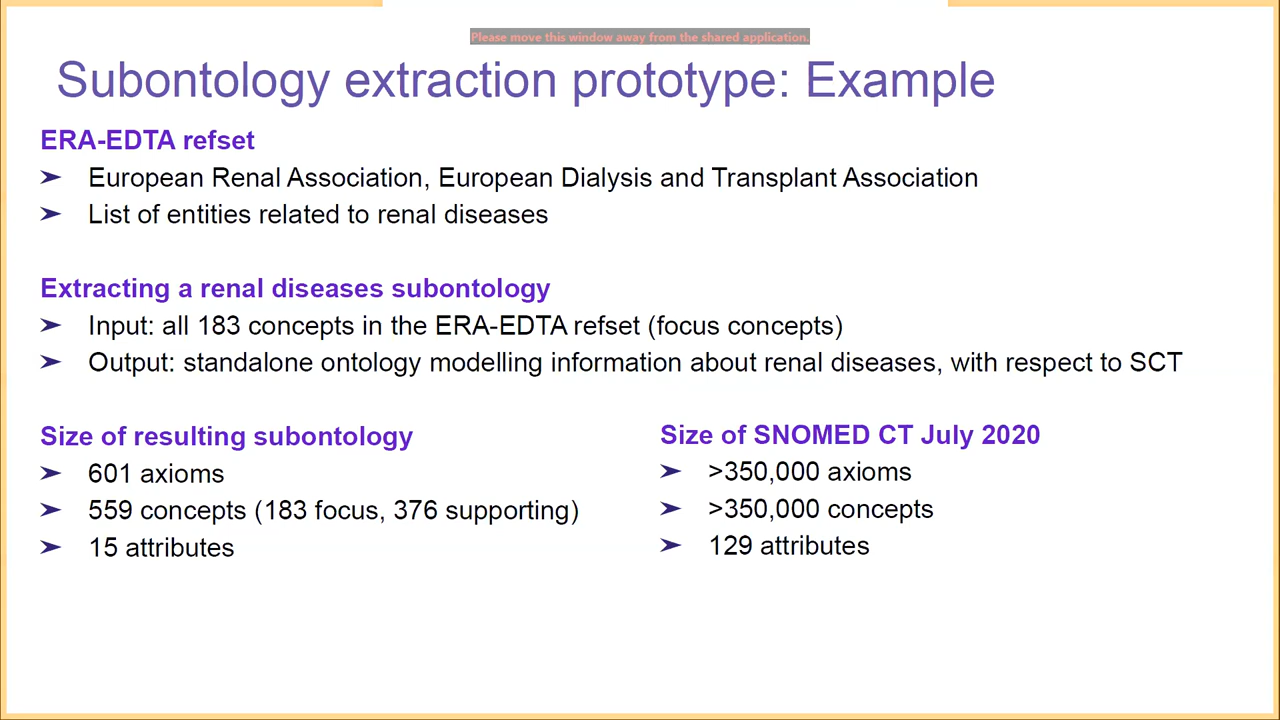 Please move this window away from the shared application.
Subontology extraction prototype: Example
ERA-EDTA refset
➢ European Renal Association, European Dialysis and Transplant Association
➢ List of entities related to renal diseases
Extracting a renal diseases subontology
➢ Input: all 183 concepts in the ERA-EDTA refset (focus concepts)
➢ Output: standalone ontology modelling information about renal diseases, with respect to SCT
Size of resulting subontology
➢ 601 axioms
➢ 559 concepts (183 focus, 376 supporting)
➢ 15 attributes
Size of SNOMED CT July 2020
➢ >350,000 axioms
➢ >350,000 concepts
➢ 129 attributes